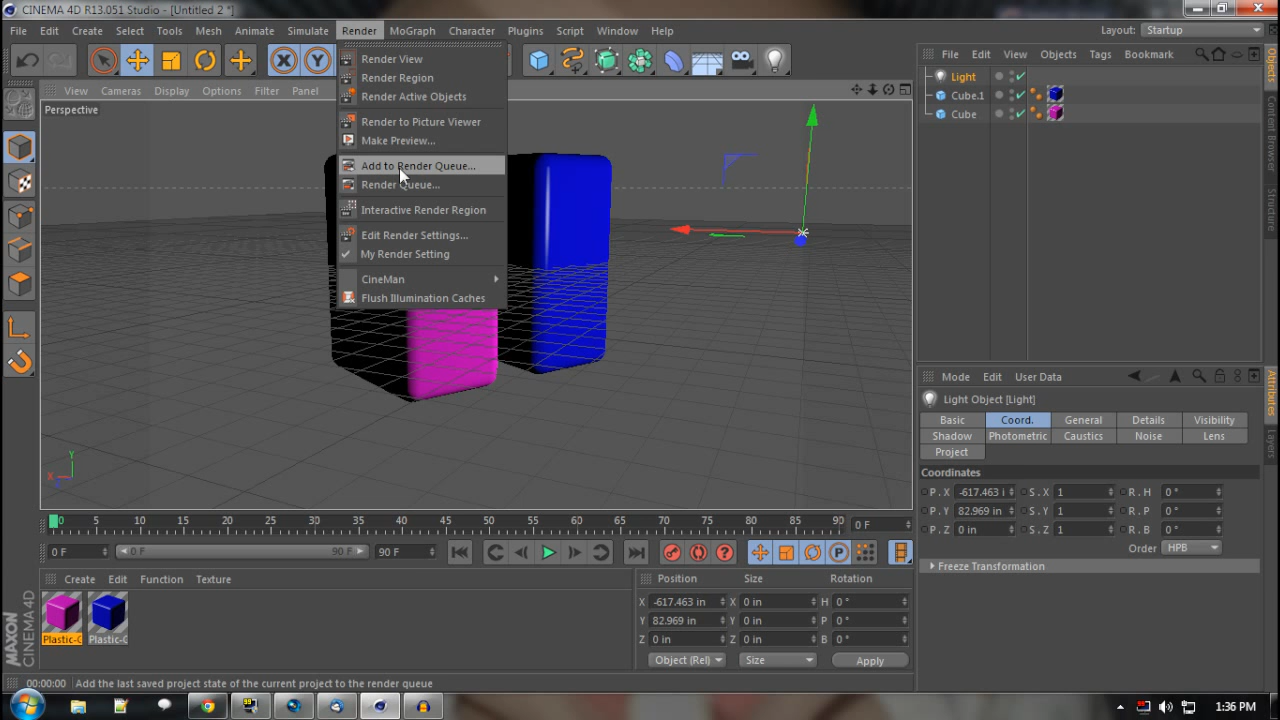 CINEMA 4D R13.051 Studio - [Untitled 2 *]
File Edit Create Select Tools Mesh Animate Simulate Render MoGraph Character Plugins Script Window Help Layout: Startup
X Y
File Edit View Objects Tags Bookmark
View Cameras Display Options Filter Panel
Perspective
Render View
Render Region
Render Active Objects
Render to Picture Viewer
Make Preview...
Add to Render Queue...
Render Queue...
Interactive Render Region
Edit Render Settings...
My Render Setting
CineMan
Flush Illumination Caches
Light
Cube.1
Cube
Objects
Content Browser
Structure
Y
X
Mode Edit User Data
Attributes
Layers
Light Object [Light]
Basic Coord. General Details Visibility
Shadow Photometric Caustics Noise Lens
Project
Coordinates
P . X -617.463 i S . X 1 R . H 0 °
P . Y 82.969 in S . Y 1 R . P 0 °
P . Z 0 in S . Z 1 R . B 0 °
Order HPB
Freeze Transformation
0 5 10 15 20 25 30 35 40 45 50 55 60 65 70 75 80 85 90 0 F
0 F 0 F 90 F 90 F
P
Create Edit Function Texture
Plastic-C Plastic-C
Position Size Rotation
X -617.463 in X 0 in H 0 °
Y 82.969 in Y 0 in P 0 °
Z 0 in Z 0 in B 0 °
Object (Rel) Size Apply
MAXON
CINEMA 4D
00:00:00 Add the last saved project state of the current project to the render queue
1:36 PM